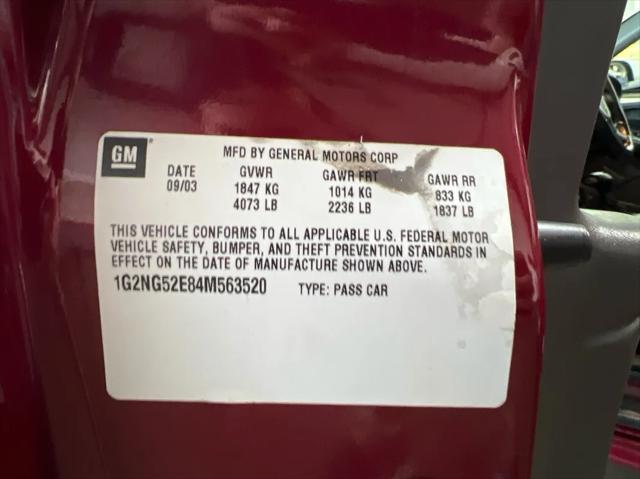 GM
MFD BY GENERAL MOTORS CORP
DATE GVWR GAWR FRT GAWR RR
09/03 1847 KG 1014 KG 833 KG
4073 LB 2236 LB 1837 LB
THIS VEHICLE CONFORMS TO ALL APPLICABLE U.S. FEDERAL MOTOR
VEHICLE SAFETY, BUMPER, AND THEFT PREVENTION STANDARDS IN
EFFECT ON THE DATE OF MANUFACTURE SHOWN ABOVE.
1G2NG52E84M563520 TYPE: PASS CAR